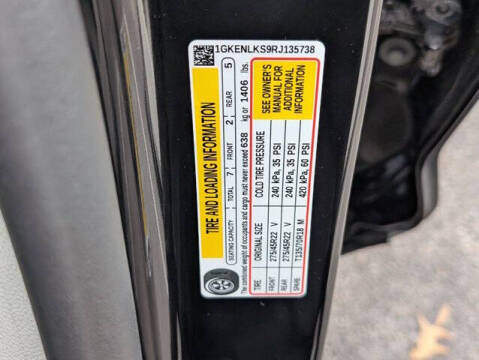 1GKENLKS9RJ135738
TIRE AND LOADING INFORMATION
SEATING CAPACITY TOTAL 7 FRONT 2 REAR 5
The combined weight of occupants and cargo must never exceed 638 kg or 1406 lbs.
TIRE ORIGINAL SIZE COLD TIRE PRESSURE
FRONT 275/45R22 V 240 kPa, 35 PSI
REAR 275/45R22 V 240 kPa, 35 PSI
SPARE T135/70R18 M 420 kPa, 60 PSI
SEE OWNER'S
MANUAL FOR
ADDITIONAL
INFORMATION